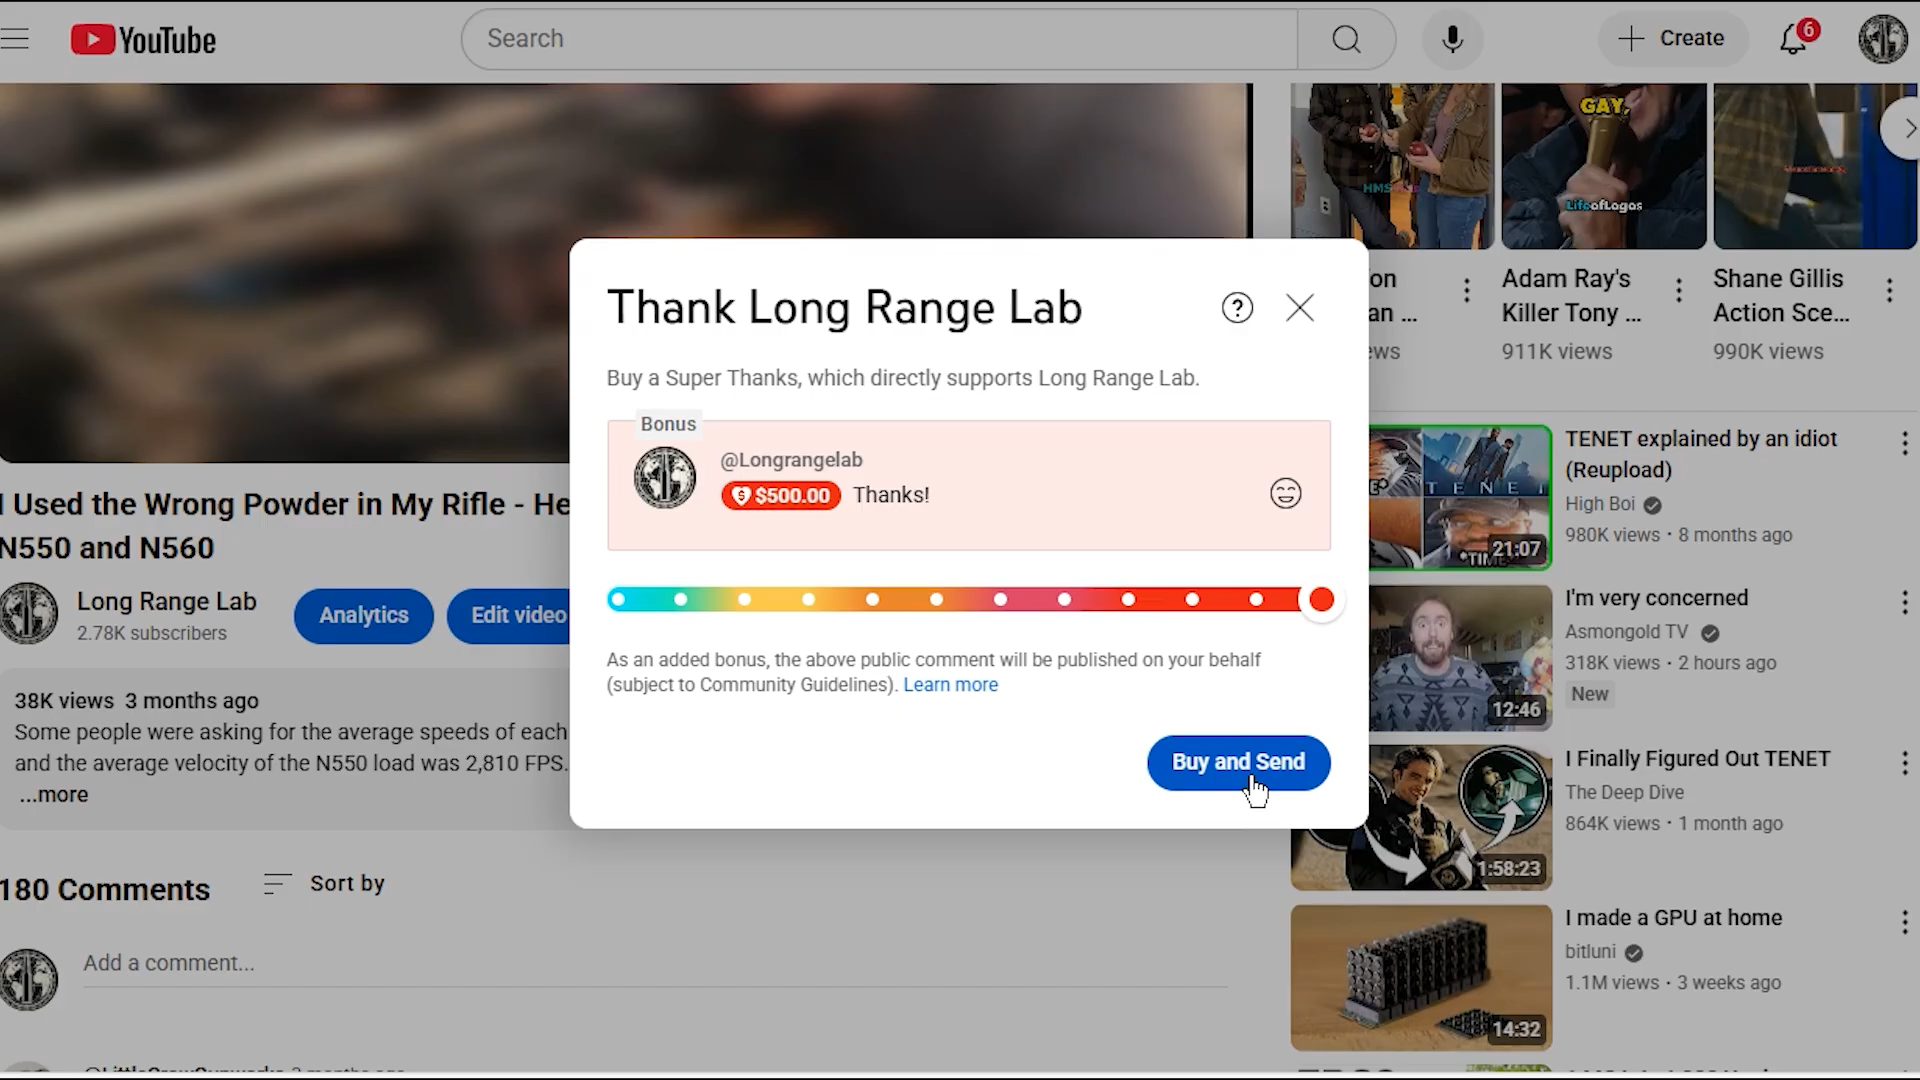 YouTube
Search
Create
6
GAY,
HMS
LifeofLogos
on
an ...
ews
Adam Ray's
Killer Tony ...
911K views
Shane Gillis
Action Sce...
990K views
Thank Long Range Lab
Buy a Super Thanks, which directly supports Long Range Lab.
Bonus
@Longrangelab
$500.00 Thanks!
As an added bonus, the above public comment will be published on your behalf
(subject to Community Guidelines). Learn more
Buy and Send
I Used the Wrong Powder in My Rifle - He
N550 and N560
Long Range Lab
2.78K subscribers
Analytics
Edit video
38K views 3 months ago
Some people were asking for the average speeds of each
and the average velocity of the N550 load was 2,810 FPS.
...more
180 Comments
Sort by
Add a comment...
TENET
21:07
TENET explained by an idiot
(Reupload)
High Boi
980K views • 8 months ago
12:46
I'm very concerned
Asmongold TV
318K views • 2 hours ago
New
1:58:23
I Finally Figured Out TENET
The Deep Dive
864K views • 1 month ago
14:32
I made a GPU at home
bitluni
1.1M views • 3 weeks ago